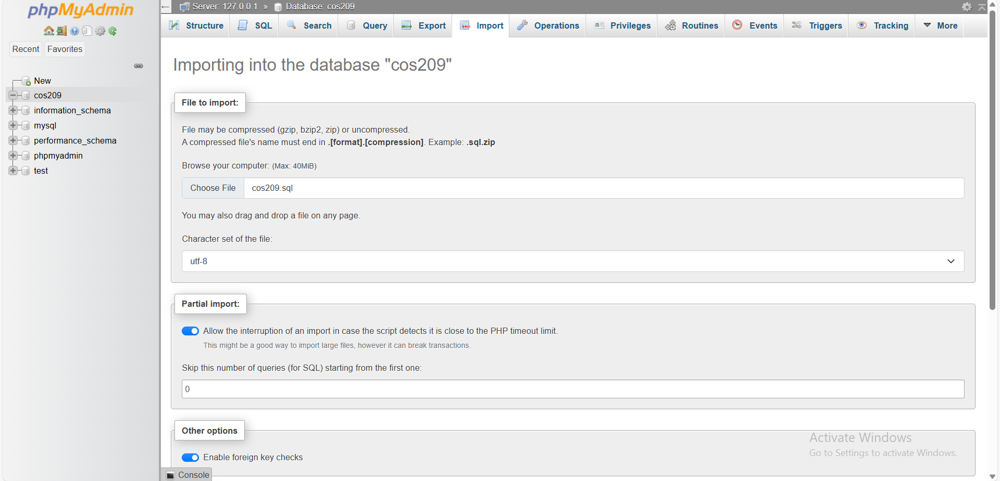 phpMyAdmin
Recent Favorites
New
cos209
information_schema
mysql
performance_schema
phpmyadmin
test
Server: 127.0.0.1 » Database: cos209
Structure SQL Search Query Export Import Operations Privileges Routines Events Triggers Tracking More
Importing into the database "cos209"
File to import:
File may be compressed (gzip, bzip2, zip) or uncompressed.
A compressed file's name must end in .[format].[compression]. Example: .sql.zip
Browse your computer: (Max: 40MiB)
Choose File cos209.sql
You may also drag and drop a file on any page.
Character set of the file:
utf-8
Partial import:
Allow the interruption of an import in case the script detects it is close to the PHP timeout limit.
This might be a good way to import large files, however it can break transactions.
Skip this number of queries (for SQL) starting from the first one:
0
Other options
Enable foreign key checks
Console
Activate Windows
Go to Settings to activate Windows.